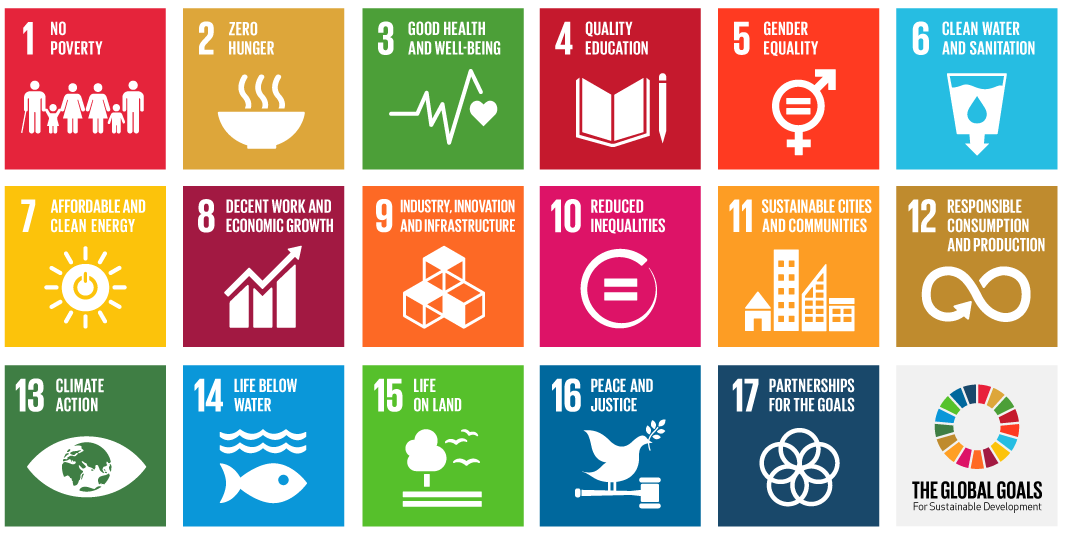 1 NO
POVERTY
2 ZERO
HUNGER
3 GOOD HEALTH
AND WELL-BEING
4 QUALITY
EDUCATION
5 GENDER
EQUALITY
6 CLEAN WATER
AND SANITATION
7 AFFORDABLE AND
CLEAN ENERGY
8 DECENT WORK AND
ECONOMIC GROWTH
9 INDUSTRY, INNOVATION
AND INFRASTRUCTURE
10 REDUCED
INEQUALITIES
11 SUSTAINABLE CITIES
AND COMMUNITIES
12 RESPONSIBLE
CONSUMPTION
AND PRODUCTION
13 CLIMATE
ACTION
14 LIFE BELOW
WATER
15 LIFE
ON LAND
16 PEACE AND
JUSTICE
17 PARTNERSHIPS
FOR THE GOALS
THE GLOBAL GOALS
For Sustainable Development